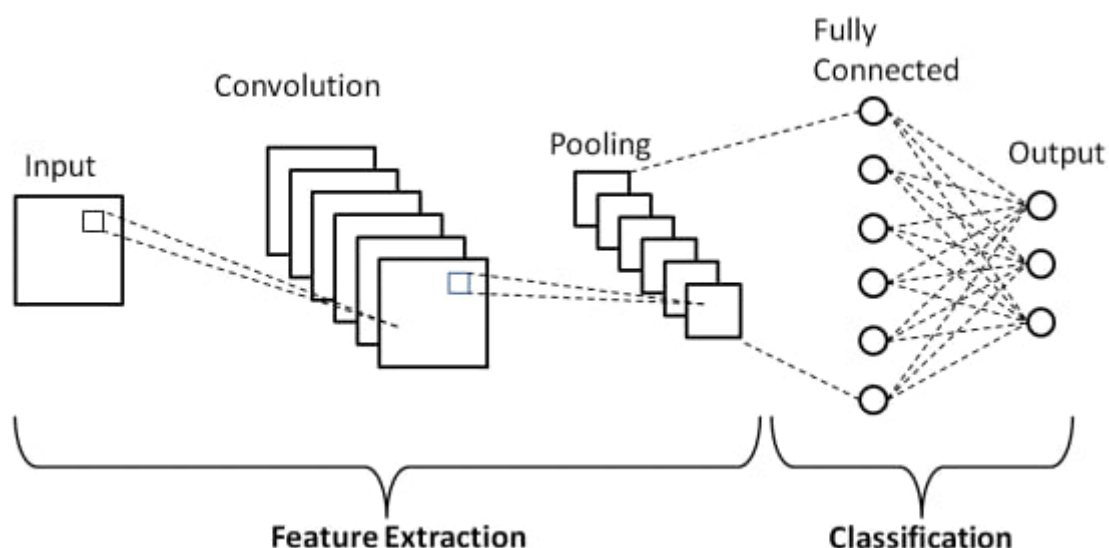 Input
Convolution
Pooling
Fully
Connected
Output
Feature Extraction
Classification